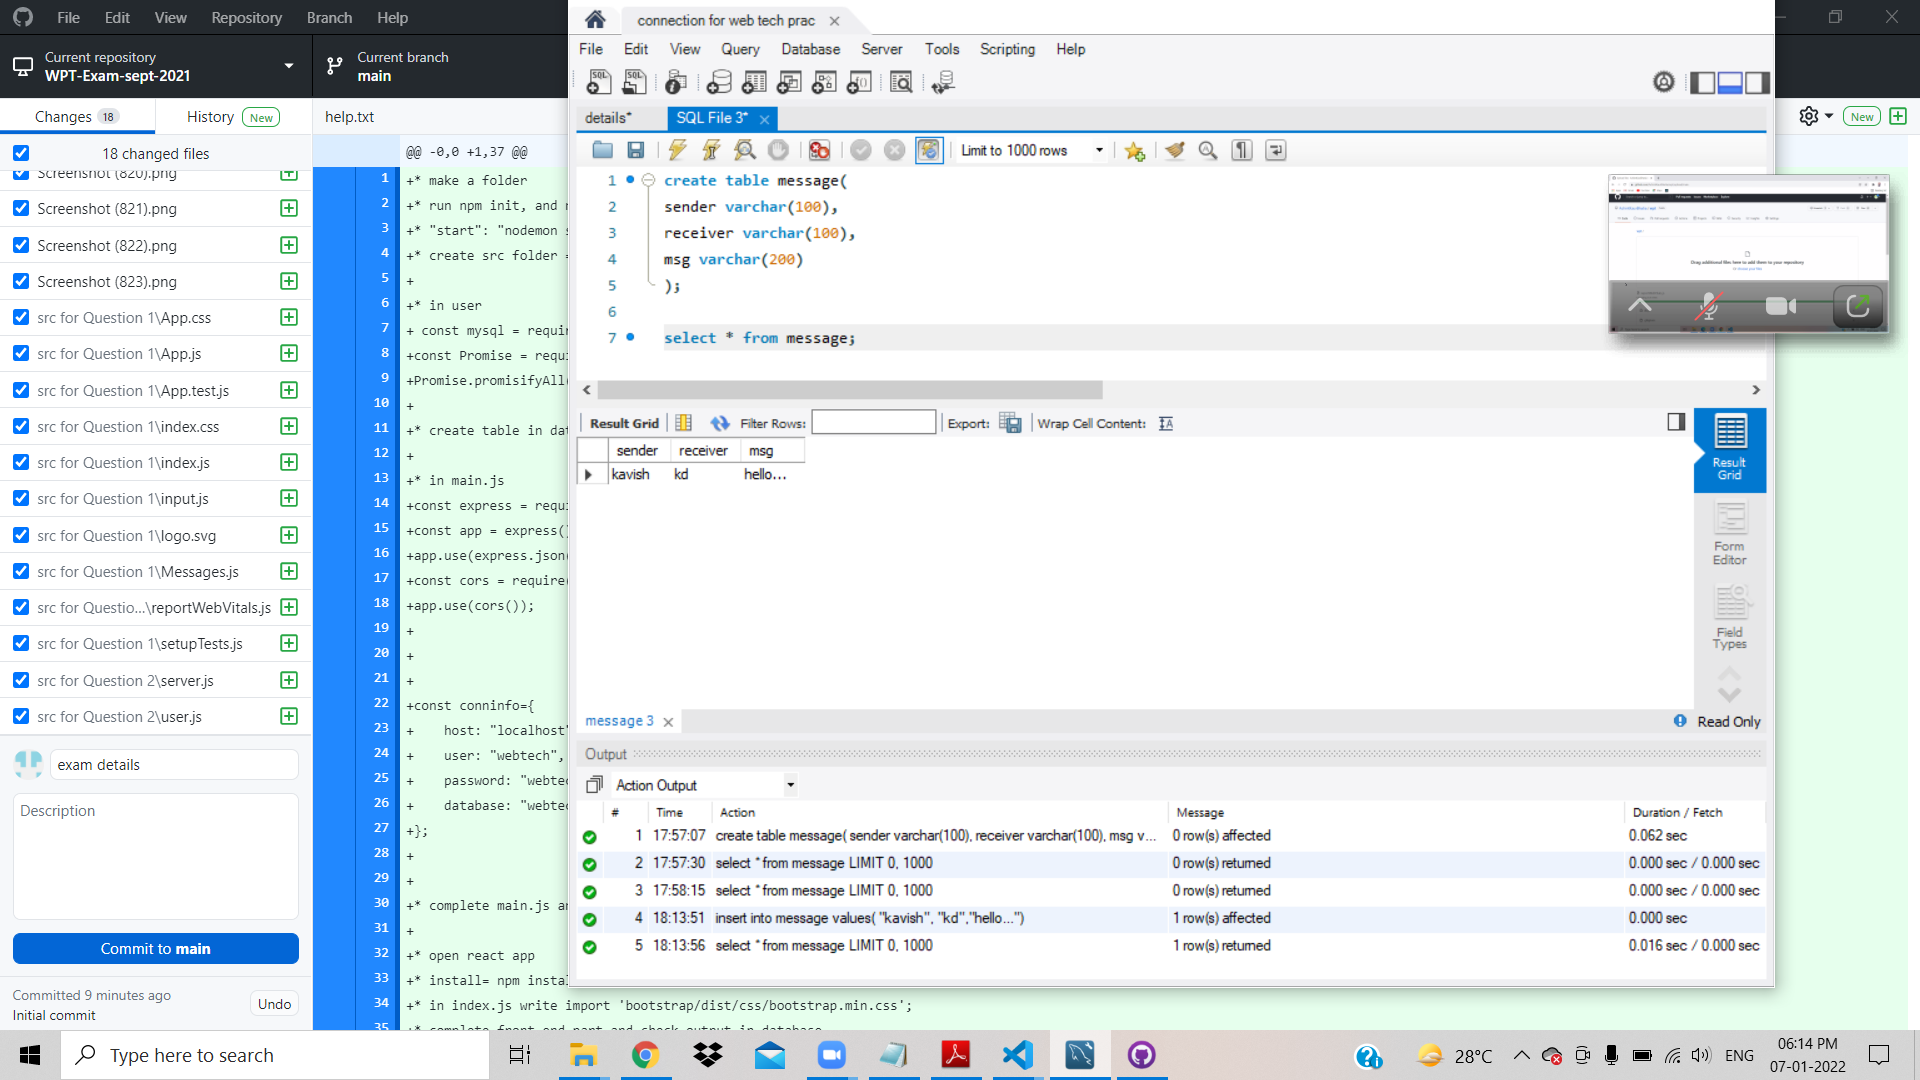 File Edit View Repository Branch Help
Current repository
WPT-Exam-sept-2021
Current branch
main
Changes 18
History New
help.txt
18 changed files
Screenshot (820).png
Screenshot (821).png
Screenshot (822).png
Screenshot (823).png
src for Question 1\App.css
src for Question 1\App.js
src for Question 1\App.test.js
src for Question 1\index.css
src for Question 1\index.js
src for Question 1\input.js
src for Question 1\logo.svg
src for Question 1\Messages.js
src for Questio...\reportWebVitals.js
src for Question 1\setupTests.js
src for Question 2\server.js
src for Question 2\user.js
exam details
Description
Commit to main
Committed 9 minutes ago
Initial commit
Undo
@@ -0,0 +1,37 @@
1 +* make a folder
2 +* run npm init, and
3 +* "start": "nodemon
4 +* create src folder =
5 +
6 +* in user
7 + const mysql =
8 +const Promise =
9 +Promise.promisifyAll(
10 +
11 +* create table in
12 +
13 +* in main.js
14 +const express =
15 +const app = express()
16 +app.use(express.json(
17 +const cors = require(
18 +app.use(cors());
19 +
20 +
21 +
22 +const conninfo={
23 + host: "localhost"
24 + user: "webtech",
25 + password:
26 + database:
27 +};
28 +
29 +
30 +* complete main.js
31 +
32 +* open react app
33 +* install= npm
34 +* in index.js write import 'bootstrap/dist/css/bootstrap.min.css';
35 +* complete front end part and check output in database
connection for web tech prac
File Edit View Query Database Server Tools Scripting Help
details*
SQL File 3*
Limit to 1000 rows
1 create table message(
2 sender varchar(100),
3 receiver varchar(100),
4 msg varchar(200)
5 );
6
7 select * from message;
Result Grid Filter Rows: Export: Wrap Cell Content:
sender receiver msg
kavish kd hello...
Result
Grid
Form
Editor
Field
Types
message 3
Read Only
Output
Action Output
# Time Action Message Duration / Fetch
1 17:57:07 create table message( sender varchar(100), receiver varchar(100), msg v... 0 row(s) affected 0.062 sec
2 17:57:30 select * from message LIMIT 0, 1000 0 row(s) returned 0.000 sec / 0.000 sec
3 17:58:15 select * from message LIMIT 0, 1000 0 row(s) returned 0.000 sec / 0.000 sec
4 18:13:51 insert into message values( "kavish", "kd","hello...") 1 row(s) affected 0.000 sec
5 18:13:56 select * from message LIMIT 0, 1000 1 row(s) returned 0.016 sec / 0.000 sec
New
Drag additional files here to add them to your repository
Type here to search
28°C
ENG
06:14 PM
07-01-2022